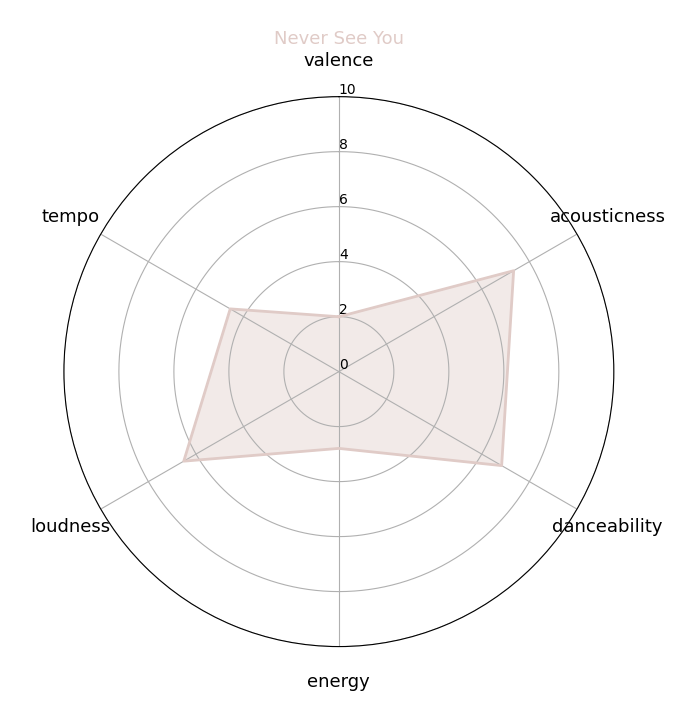 Never See You
valence
10
8
tempo
acousticness
6
4
2
0
loudness
danceability
energy